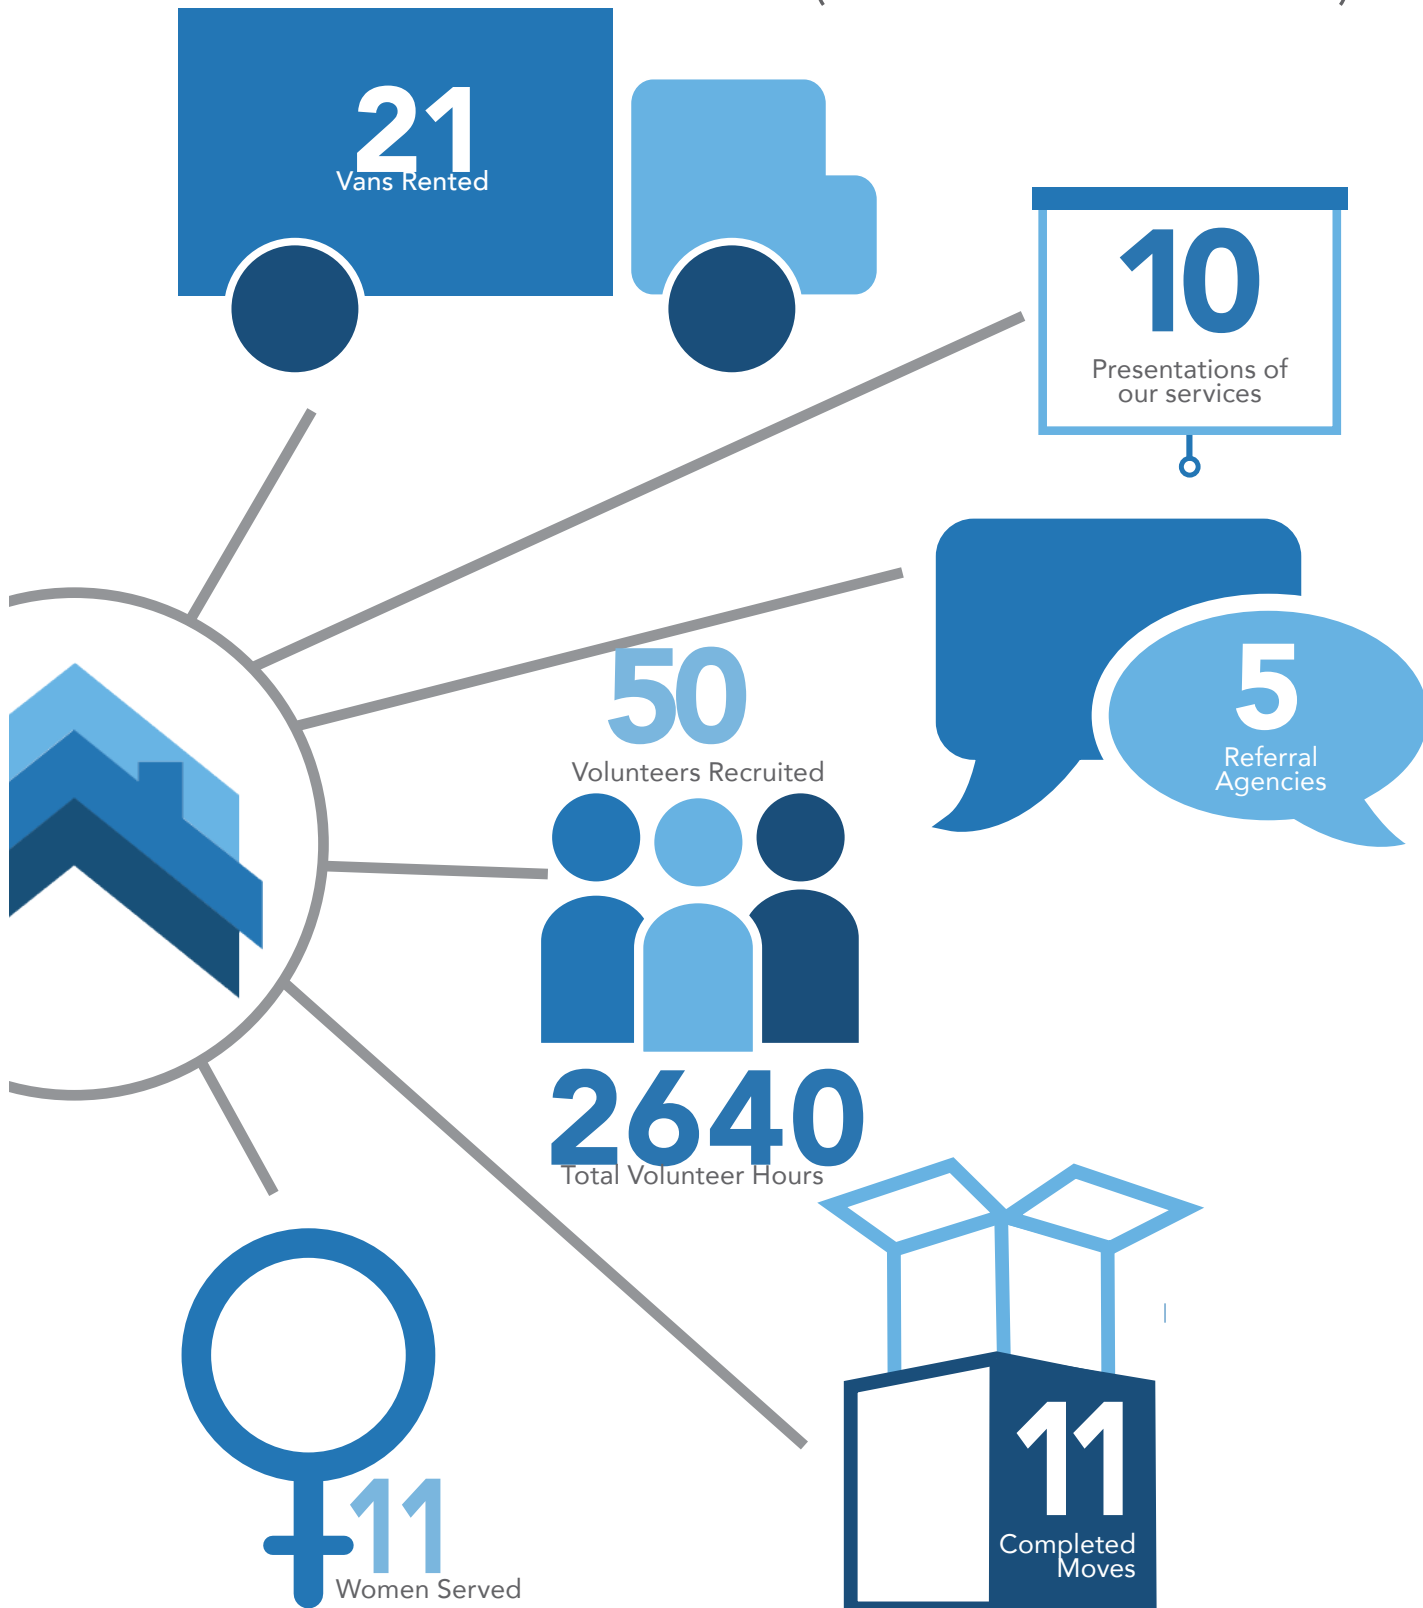 21
Vans Rented
10
Presentations of
our services
5
Referral
Agencies
50
Volunteers Recruited
2640
Total Volunteer Hours
11
Completed
Moves
11
Women Served